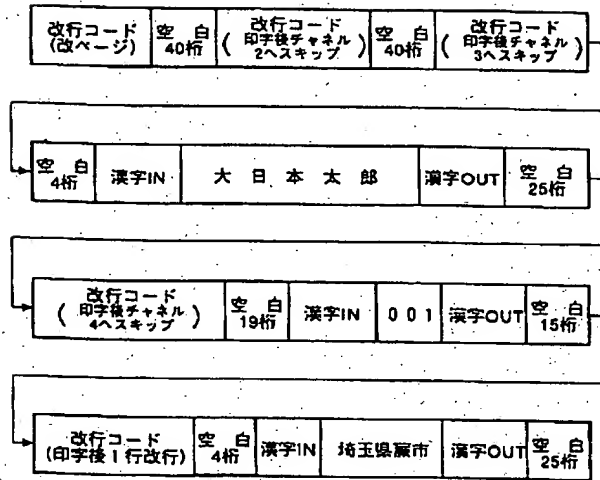 改行コード
(改ページ)
空 白
40桁
改行コード
(印字後チャネル
2へスキップ)
空 白
40桁
改行コード
(印字後チャネル
3へスキップ)
空 白
4桁
漢字IN
大 日 本 太 郎
漢字OUT
空 白
25桁
改行コード
(印字後チャネル
4へスキップ)
空 白
19桁
漢字IN
0 0 1
漢字OUT
空 白
15桁
改行コード
(印字後1行改行)
空 白
4桁
漢字IN
埼玉県蕨市
漢字OUT
空 白
25桁